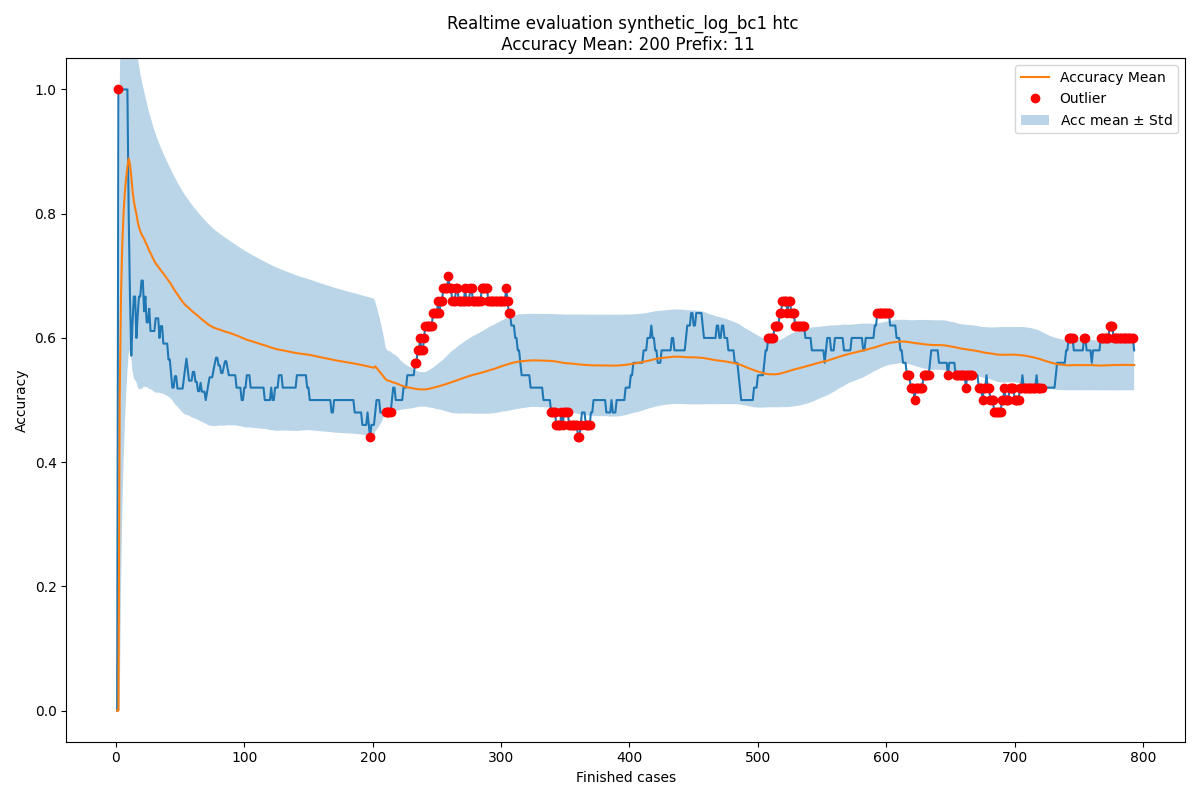 Realtime evaluation synthetic_log_bc1 htc
Accuracy Mean: 200 Prefix: 11
Accuracy Mean
Outlier
Acc mean ± Std
1.0
0.8
0.6
0.4
0.2
0.0
Accuracy
0 100 200 300 400 500 600 700 800
Finished cases